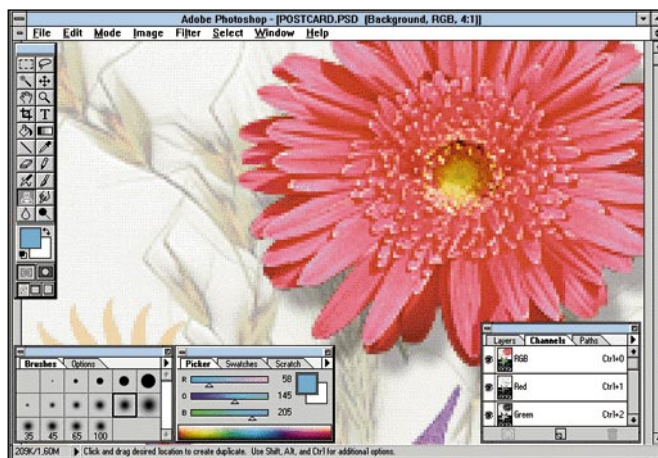 Adobe Photoshop - [POSTCARD.PSD (Background, RGB, 4:1)]
File Edit Mode Image Filter Select Window Help
T
Brushes Options
35 45 65 100
Picker Swatches Scratch
R 58
G 145
B 205
Layers Channels Paths
RGB Ctrl+0
Red Ctrl+1
Green Ctrl+2
209K/1,60M Click and drag desired location to create duplicate. Use Shift, Alt, and Ctrl for additional options.